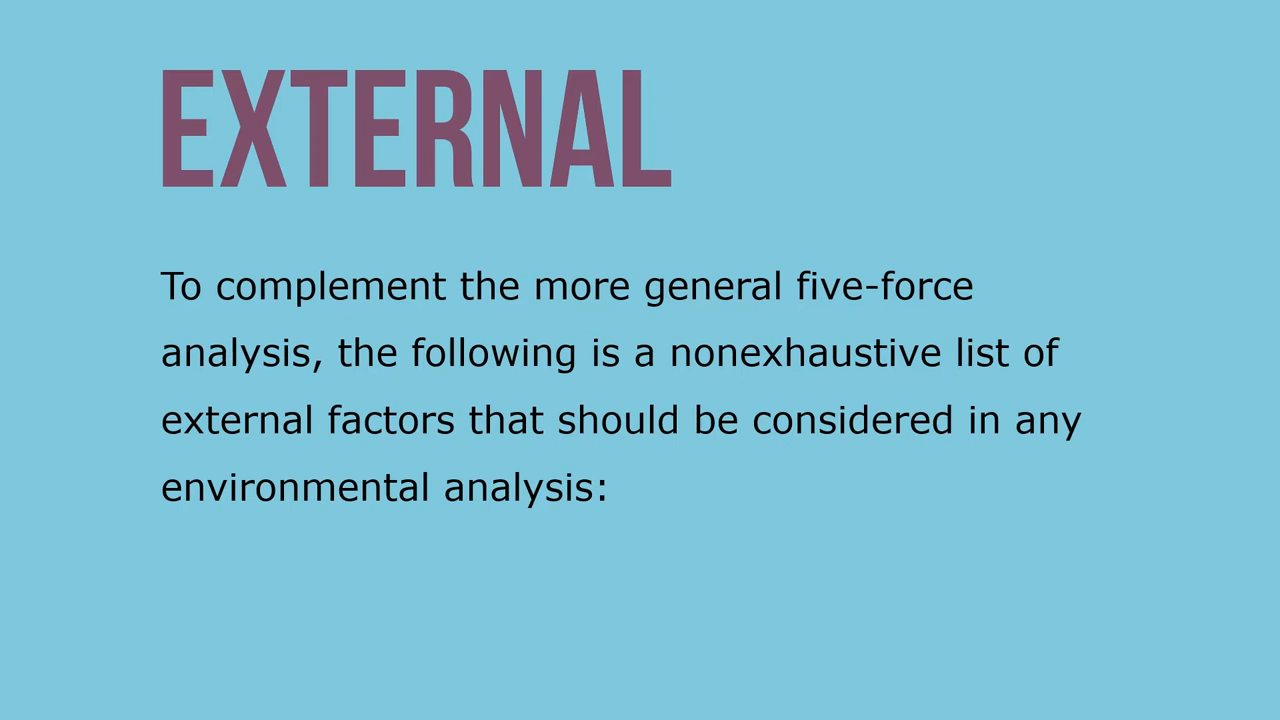 EXTERNAL
To complement the more general five-force
analysis, the following is a nonexhaustive list of
external factors that should be considered in any
environmental analysis: